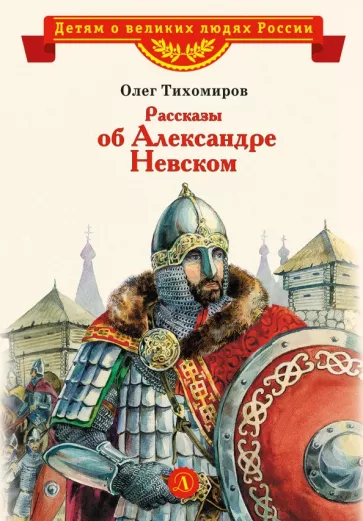 Детям о великих людях России
Олег Тихомиров
Рассказы
об Александре
Невском